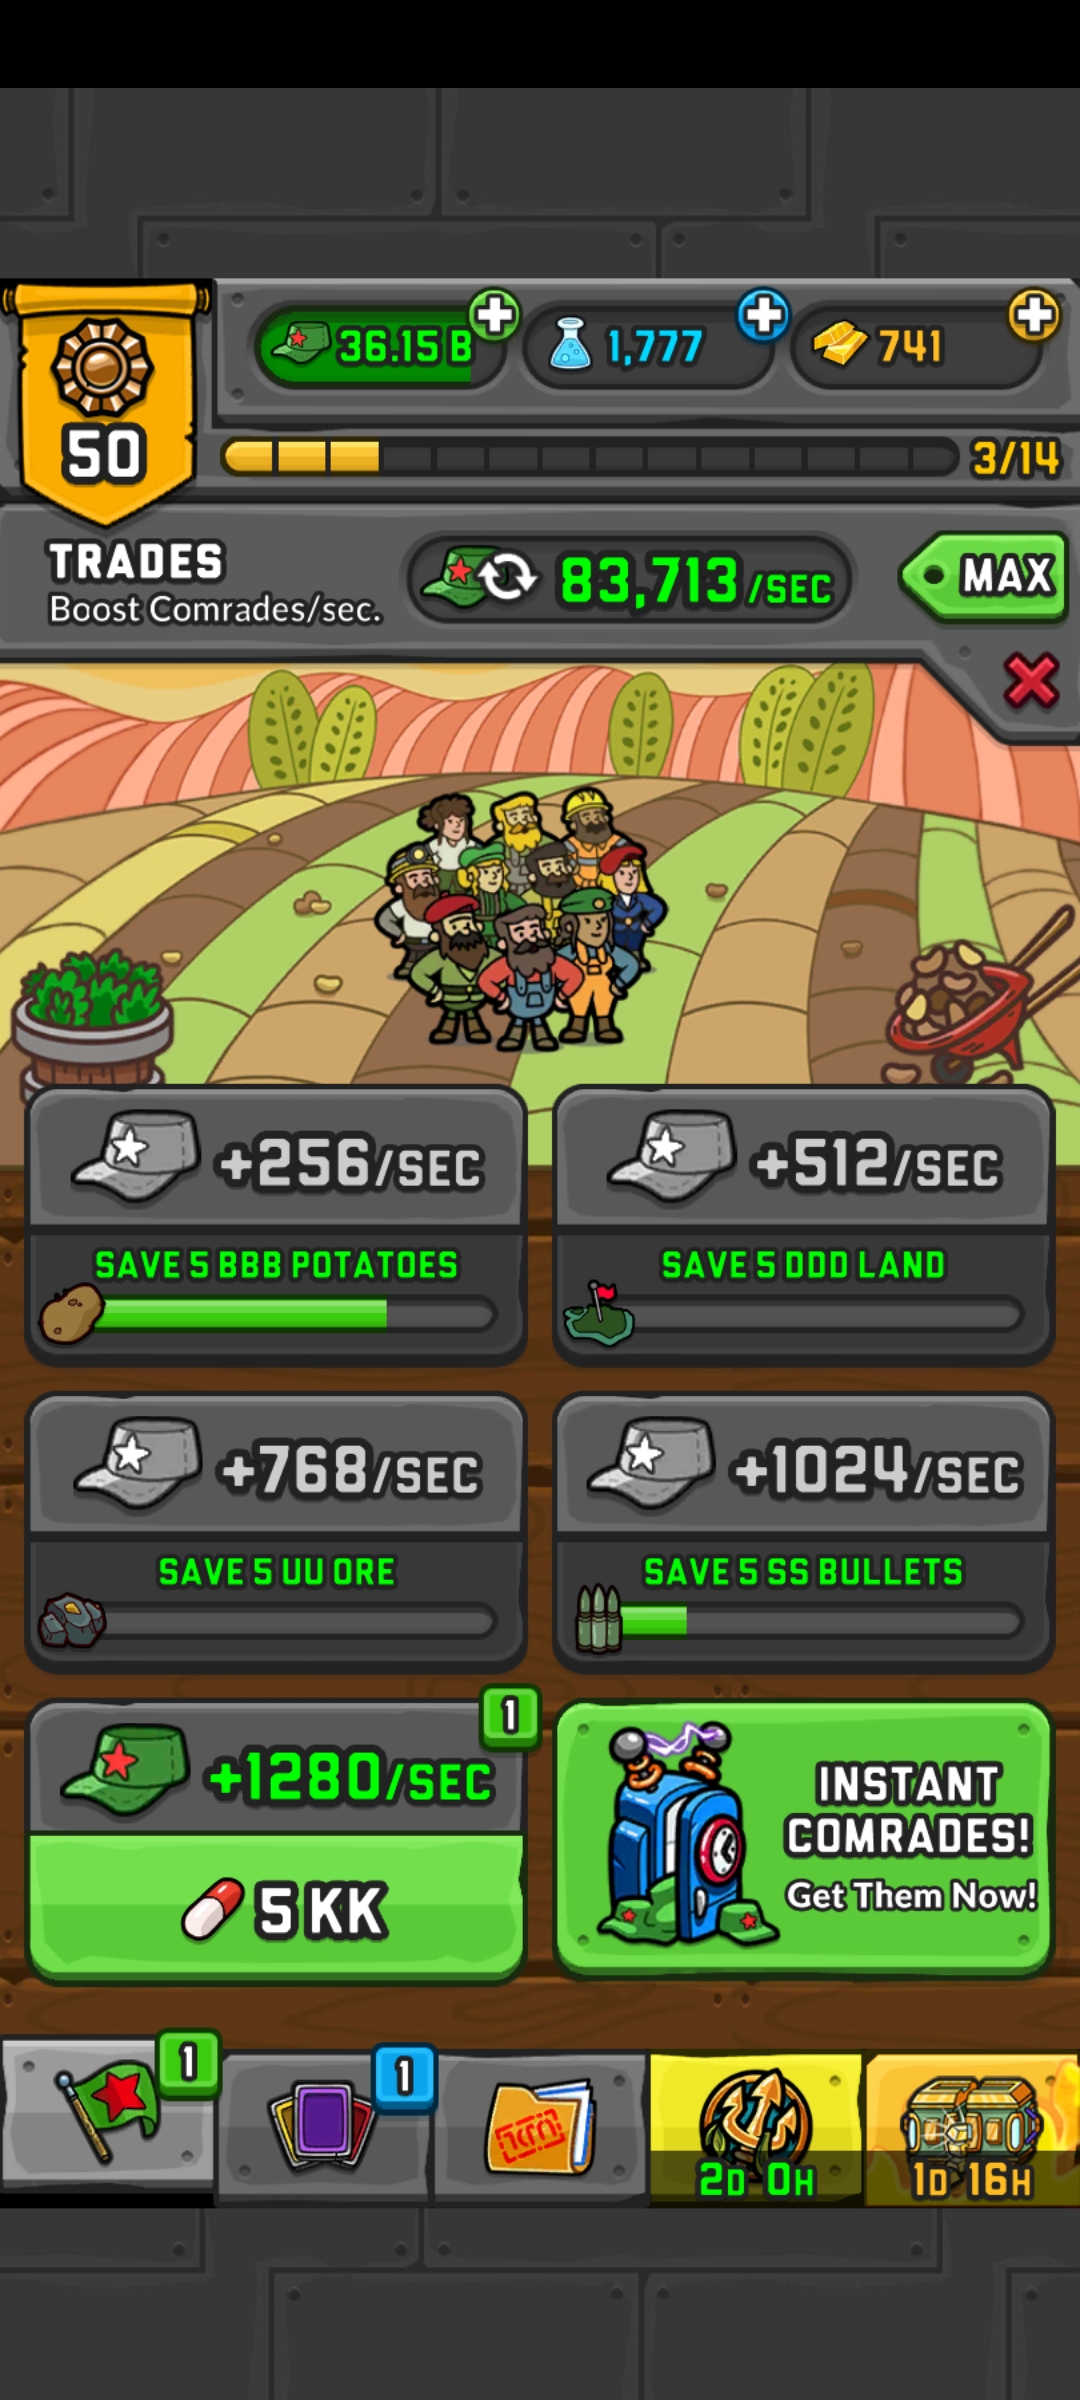 36.15 B
1,777
741
50
3/14
TRADES
Boost Comrades/sec.
83,713/SEC
MAX
+256/SEC
+512/SEC
SAVE 5 BBB POTATOES
SAVE 5 DDD LAND
+768/SEC
+1024/SEC
SAVE 5 UU ORE
SAVE 5 SS BULLETS
1
+1280/SEC
5 KK
INSTANT
COMRADES!
Get Them Now!
1
1
2D 0H
1D 16H